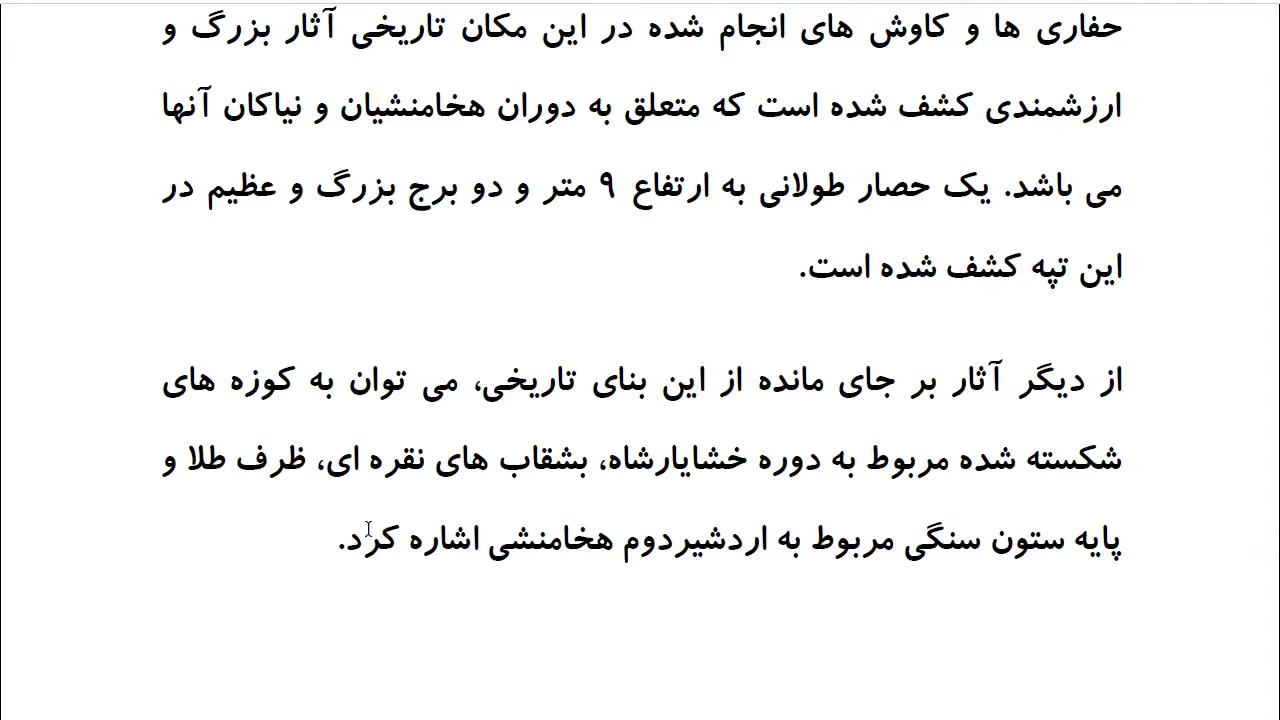 حفاری ها و کاوش های انجام شده در این مکان تاریخی آثار بزرگ و
ارزشمندی کشف شده است که متعلق به دوران هخامنشیان و نیاکان آنها
می باشد. یک حصار طولانی به ارتفاع ۹ متر و دو برج بزرگ و عظیم در
این تپه کشف شده است.
از دیگر آثار بر جای مانده از این بنای تاریخی، می توان به کوزه های
شکسته شده مربوط به دوره خشایارشاه، بشقاب های نقره ای، ظرف طلا و
پایه ستون سنگی مربوط به اردشیردوم هخامنشی اشاره کرد.